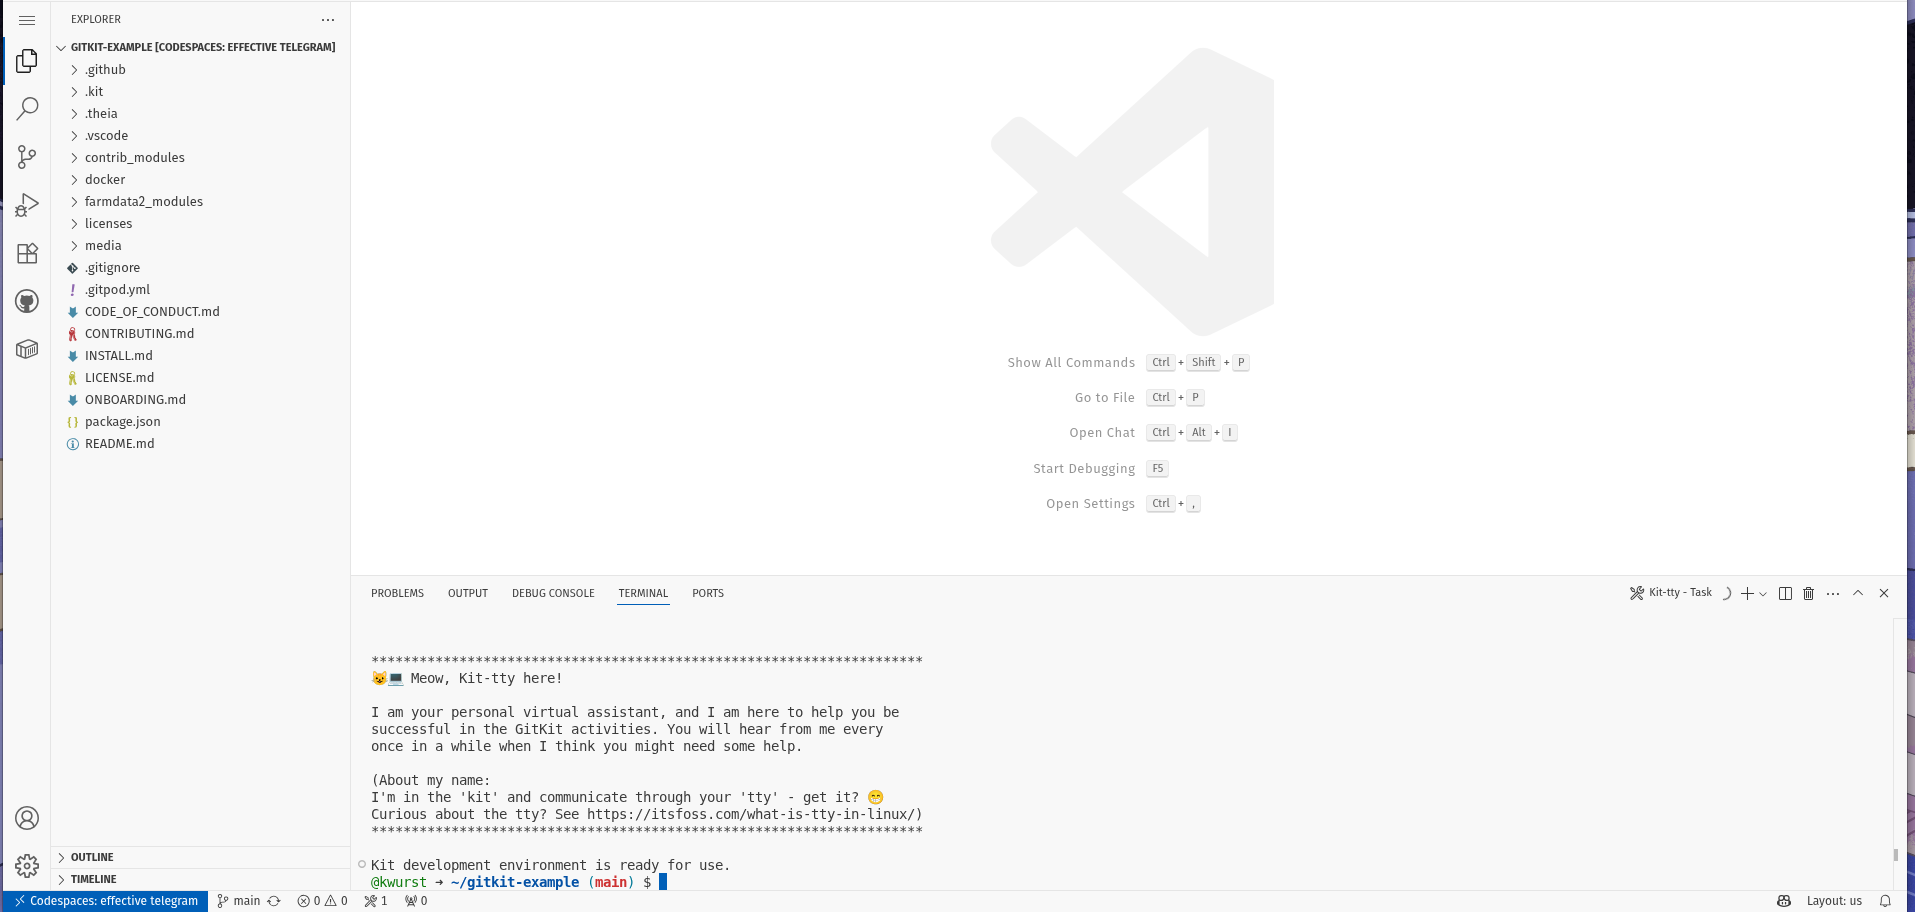 EXPLORER
GITKIT-EXAMPLE [CODESPACES: EFFECTIVE TELEGRAM]
.github
.kit
.theia
.vscode
contrib_modules
docker
farmdata2_modules
licenses
media
.gitignore
.gitpod.yml
CODE_OF_CONDUCT.md
CONTRIBUTING.md
INSTALL.md
LICENSE.md
ONBOARDING.md
package.json
README.md
OUTLINE
TIMELINE
Show All Commands Ctrl + Shift + P
Go to File Ctrl + P
Open Chat Ctrl + Alt + I
Start Debugging F5
Open Settings Ctrl + ,
PROBLEMS OUTPUT DEBUG CONSOLE TERMINAL PORTS Kit-tty - Task
*********************************************************************
😺💻 Meow, Kit-tty here!
I am your personal virtual assistant, and I am here to help you be
successful in the GitKit activities. You will hear from me every
once in a while when I think you might need some help.
(About my name:
I'm in the 'kit' and communicate through your 'tty' - get it? 😁
Curious about the tty? See https://itsfoss.com/what-is-tty-in-linux/)
*********************************************************************
Kit development environment is ready for use.
@kwurst ➜ ~/gitkit-example (main) $
Codespaces: effective telegram main 0 0 1 0 Layout: us